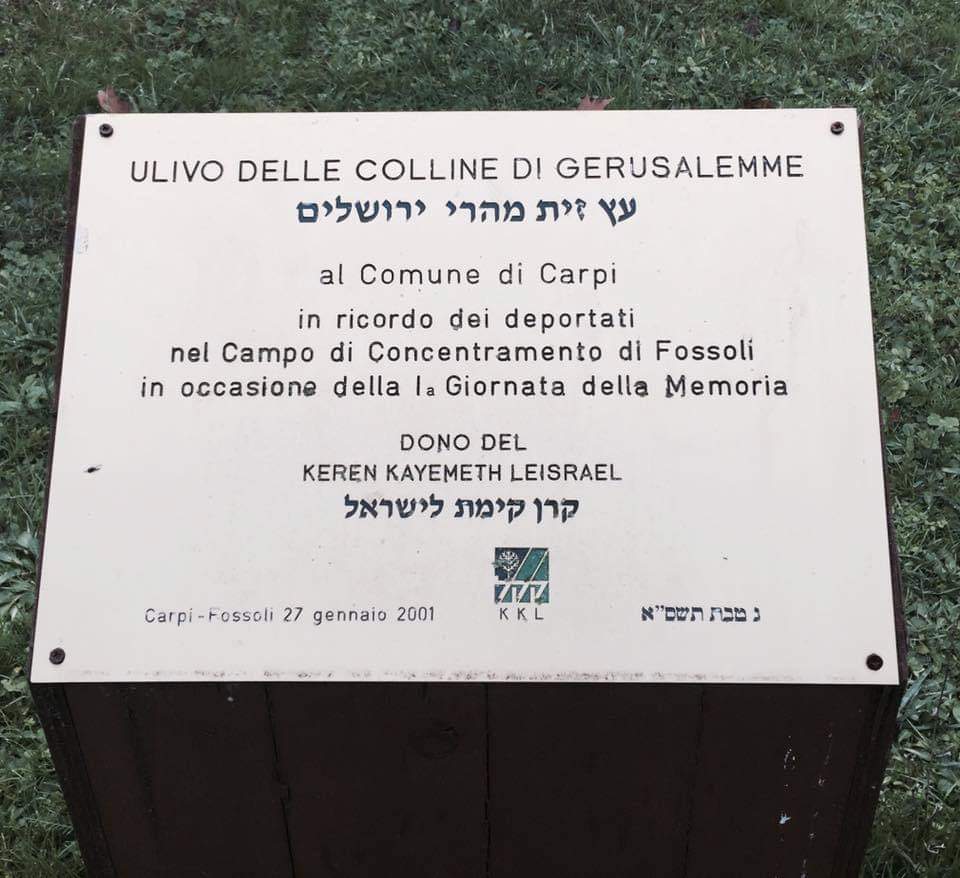 ULIVO DELLE COLLINE DI GERUSALEMME
עץ זית מהרי ירושלים
al Comune di Carpi
in ricordo dei deportati
nel Campo di Concentramento di Fossoli
in occasione della Ia Giornata della Memoria
DONO DEL
KEREN KAYEMETH LEISRAEL
קרן קימת לישראל
קקל
KKL
Carpi-Fossoli 27 gennaio 2001
ג טבת תשס"א